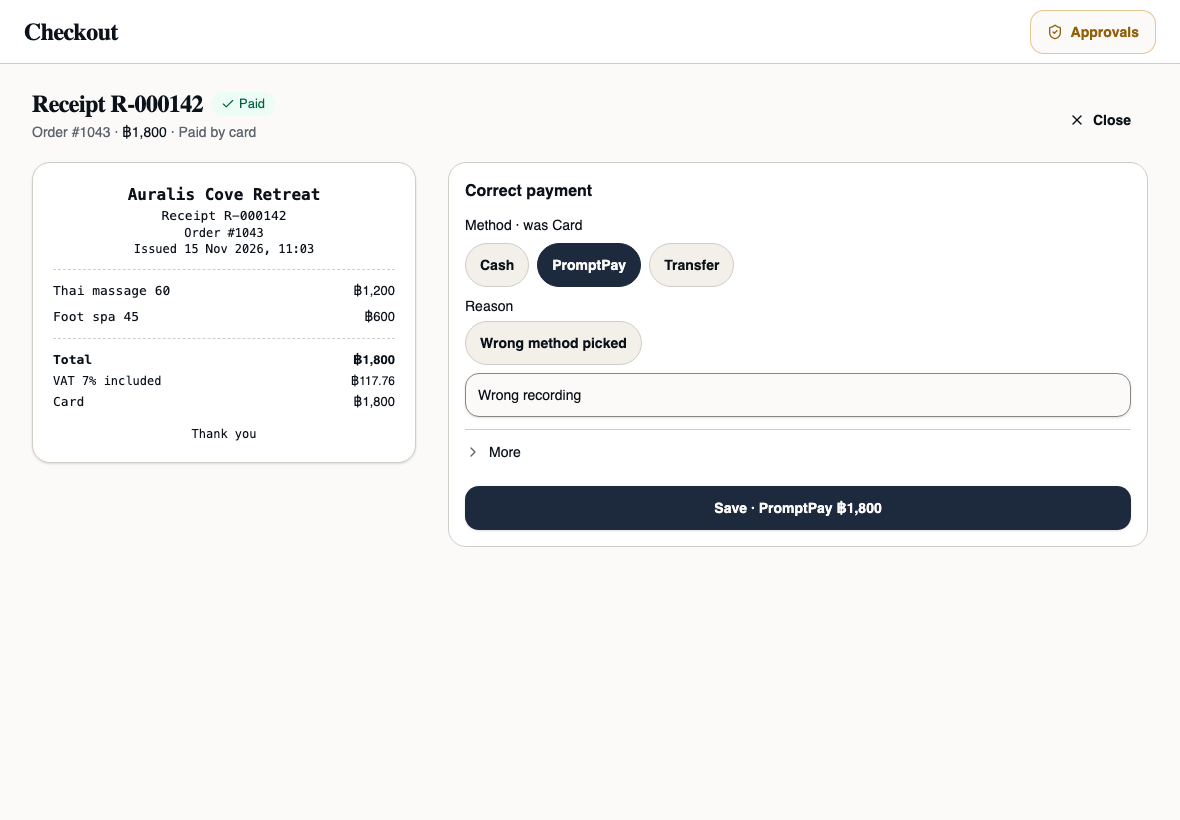 Checkout
Approvals
Receipt R-000142
Paid
Order #1043 · ฿1,800 · Paid by card
Close
Auralis Cove Retreat
Receipt R-000142
Order #1043
Issued 15 Nov 2026, 11:03
Thai massage 60 ฿1,200
Foot spa 45 ฿600
Total ฿1,800
VAT 7% included ฿117.76
Card ฿1,800
Thank you
Correct payment
Method · was Card
Cash PromptPay Transfer
Reason
Wrong method picked
Wrong recording
More
Save · PromptPay ฿1,800